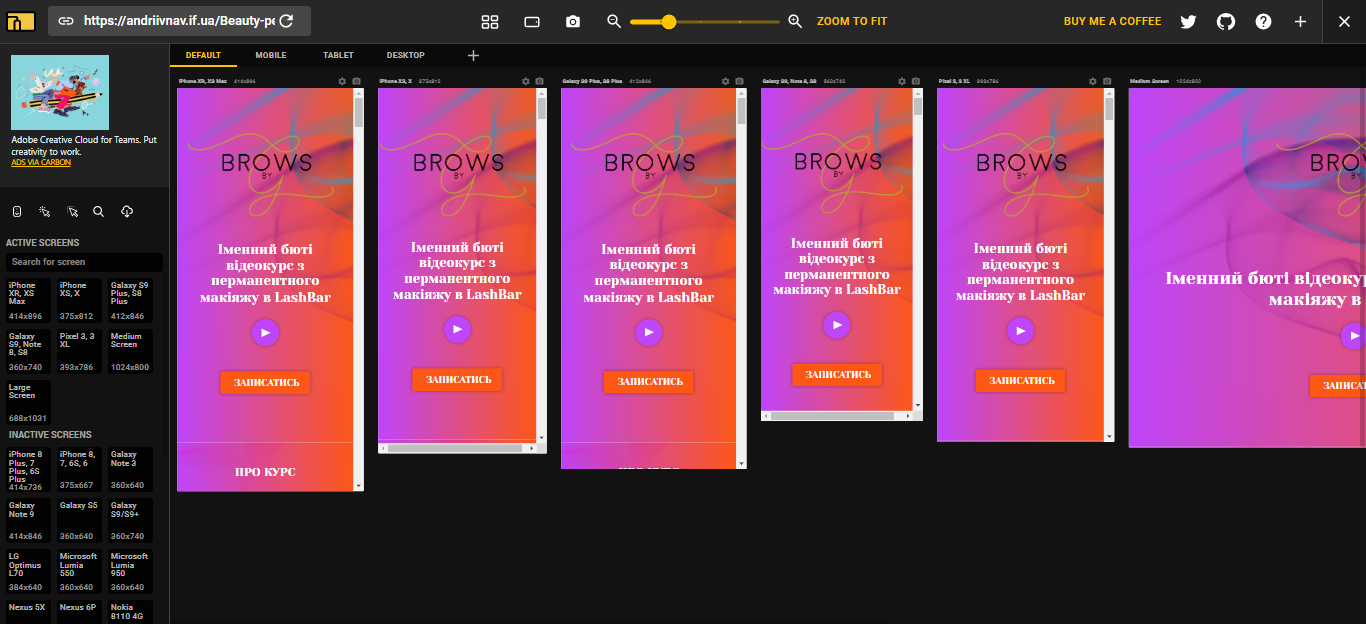 https://andriivnav.if.ua/Beauty-pe
ZOOM TO FIT
BUY ME A COFFEE
DEFAULT
MOBILE
TABLET
DESKTOP
Adobe Creative Cloud for Teams. Put
creativity to work.
ADS VIA CARBON
ACTIVE SCREENS
Search for screen
iPhone
XR, XS
Max
414x896
iPhone
XS, X
375x812
Galaxy S9
Plus, S8
Plus
412x846
Galaxy
S9, Note
8, S8
360x740
Pixel 3, 3
XL
393x786
Medium
Screen
1024x800
Large
Screen
688x1031
INACTIVE SCREENS
iPhone 8
Plus, 7
Plus, 6S
Plus
414x736
iPhone 8,
7, 6S, 6
375x667
Galaxy
Note 3
360x640
Galaxy
Note 9
414x846
Galaxy S5
360x640
Galaxy
S9/S9+
360x740
LG
Optimus
L70
384x640
Microsoft
Lumia
550
360x640
Microsoft
Lumia
950
360x640
Nexus 5X
Nexus 6P
Nokia
8110 4G
iPhone XR, XS Max 414x896
BROWS
BY
Іменний бюті
відеокурс з
перманентного
макіяжу в LashBar
ЗАПИСАТИСЬ
ПРО КУРС
iPhone XS, X 375x812
BROWS
BY
Іменний бюті
відеокурс з
перманентного
макіяжу в LashBar
ЗАПИСАТИСЬ
Galaxy S9 Plus, S8 Plus 412x846
BROWS
BY
Іменний бюті
відеокурс з
перманентного
макіяжу в LashBar
ЗАПИСАТИСЬ
Galaxy S9, Note 8, S8 360x740
BROWS
BY
Іменний бюті
відеокурс з
перманентного
макіяжу в LashBar
ЗАПИСАТИСЬ
Pixel 3, 3 XL 393x786
BROWS
BY
Іменний бюті
відеокурс з
перманентного
макіяжу в LashBar
ЗАПИСАТИСЬ
Medium Screen 1024x800
BRO
BY
Іменний бюті відеокур
макіяжу в
ЗАПИСАТ